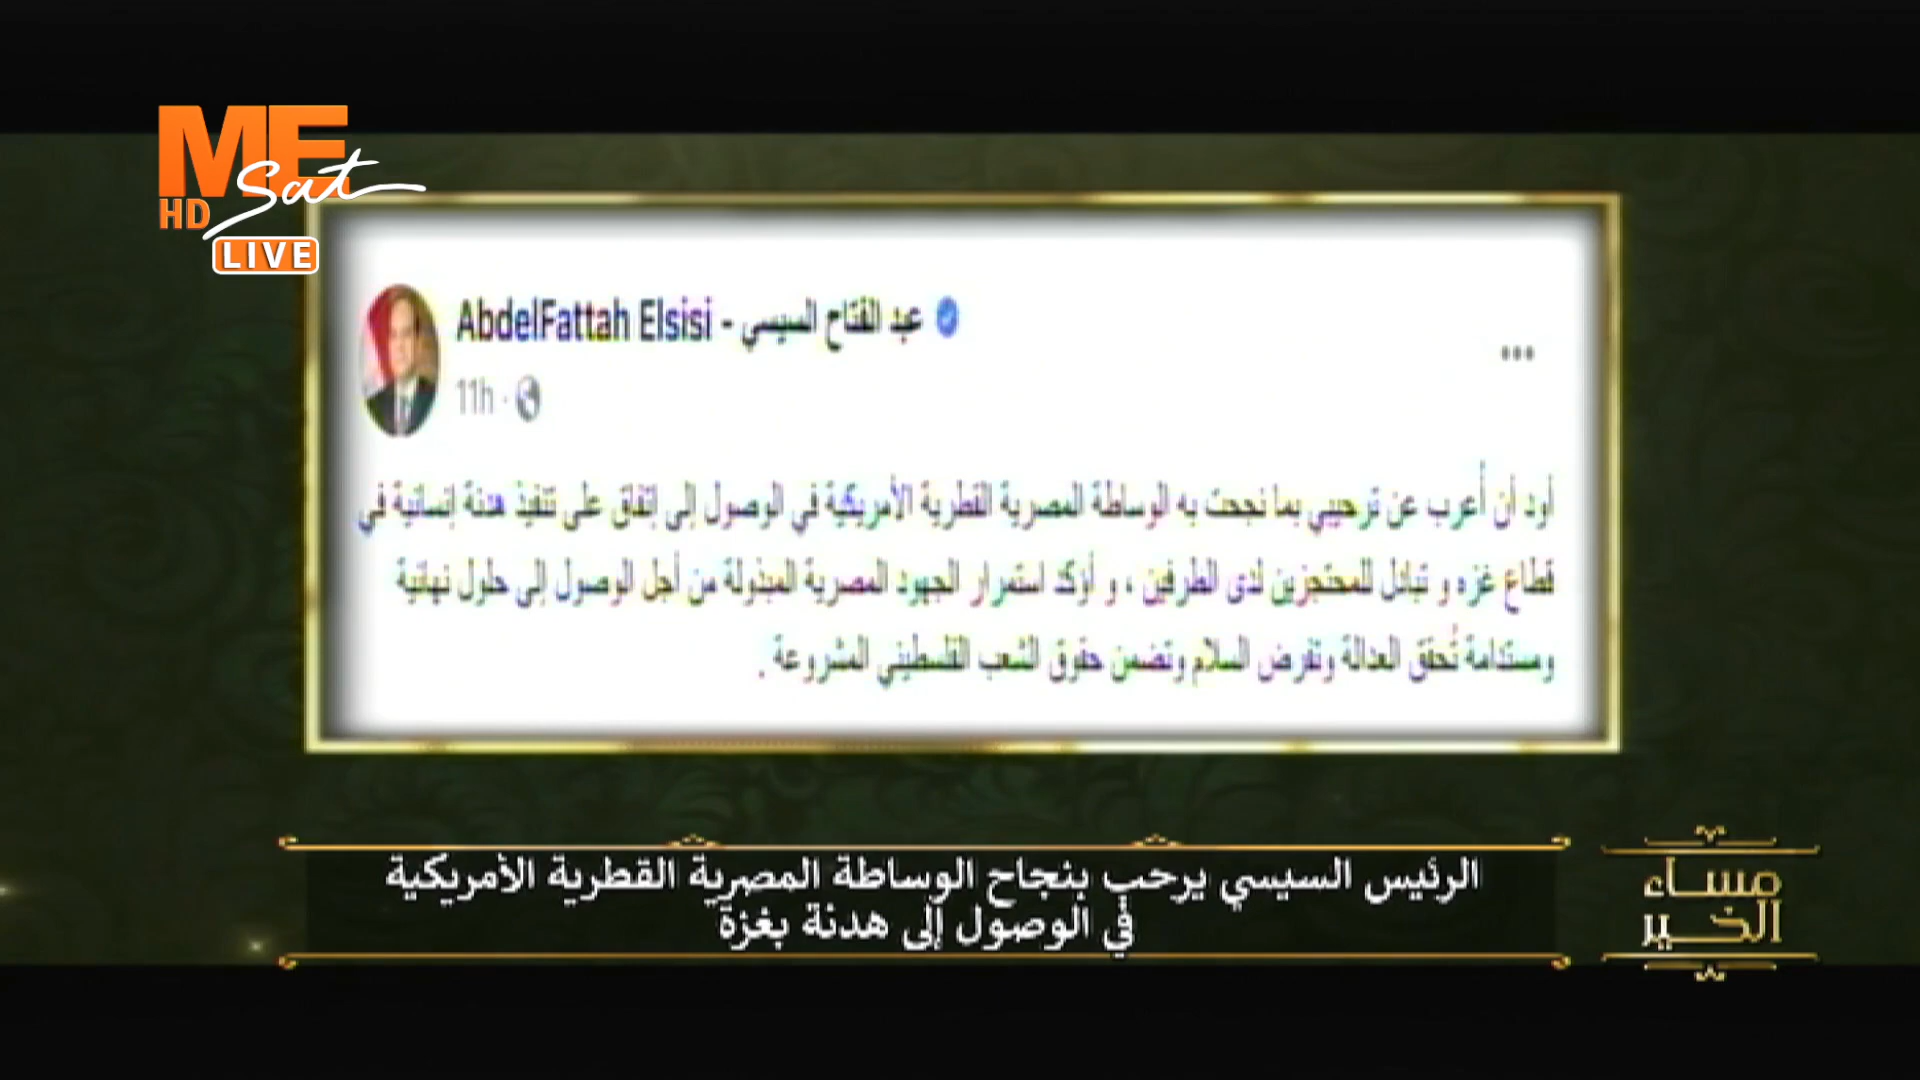 ME
Sat
HD
LIVE
AbdelFattah Elsisi - عبد الفتاح السيسي
11h ·
أود أن أعرب عن ترحيبي بما نجحت به الوساطة المصرية القطرية الأمريكية في الوصول إلى إتفاق على تنفيذ هدنة إنسانية في
قطاع غزه و تبادل للمحتجزين لدى الطرفين ، و أؤكد استمرار الجهود المصرية المبذولة من أجل الوصول إلى حلول نهائية
ومستدامة تُحقق العدالة وتفرض السلام وتضمن حقوق الشعب الفلسطيني المشروعة .
الرئيس السيسي يرحب بنجاح الوساطة المصرية القطرية الأمريكية
في الوصول إلى هدنة بغزة
مساء
الخير